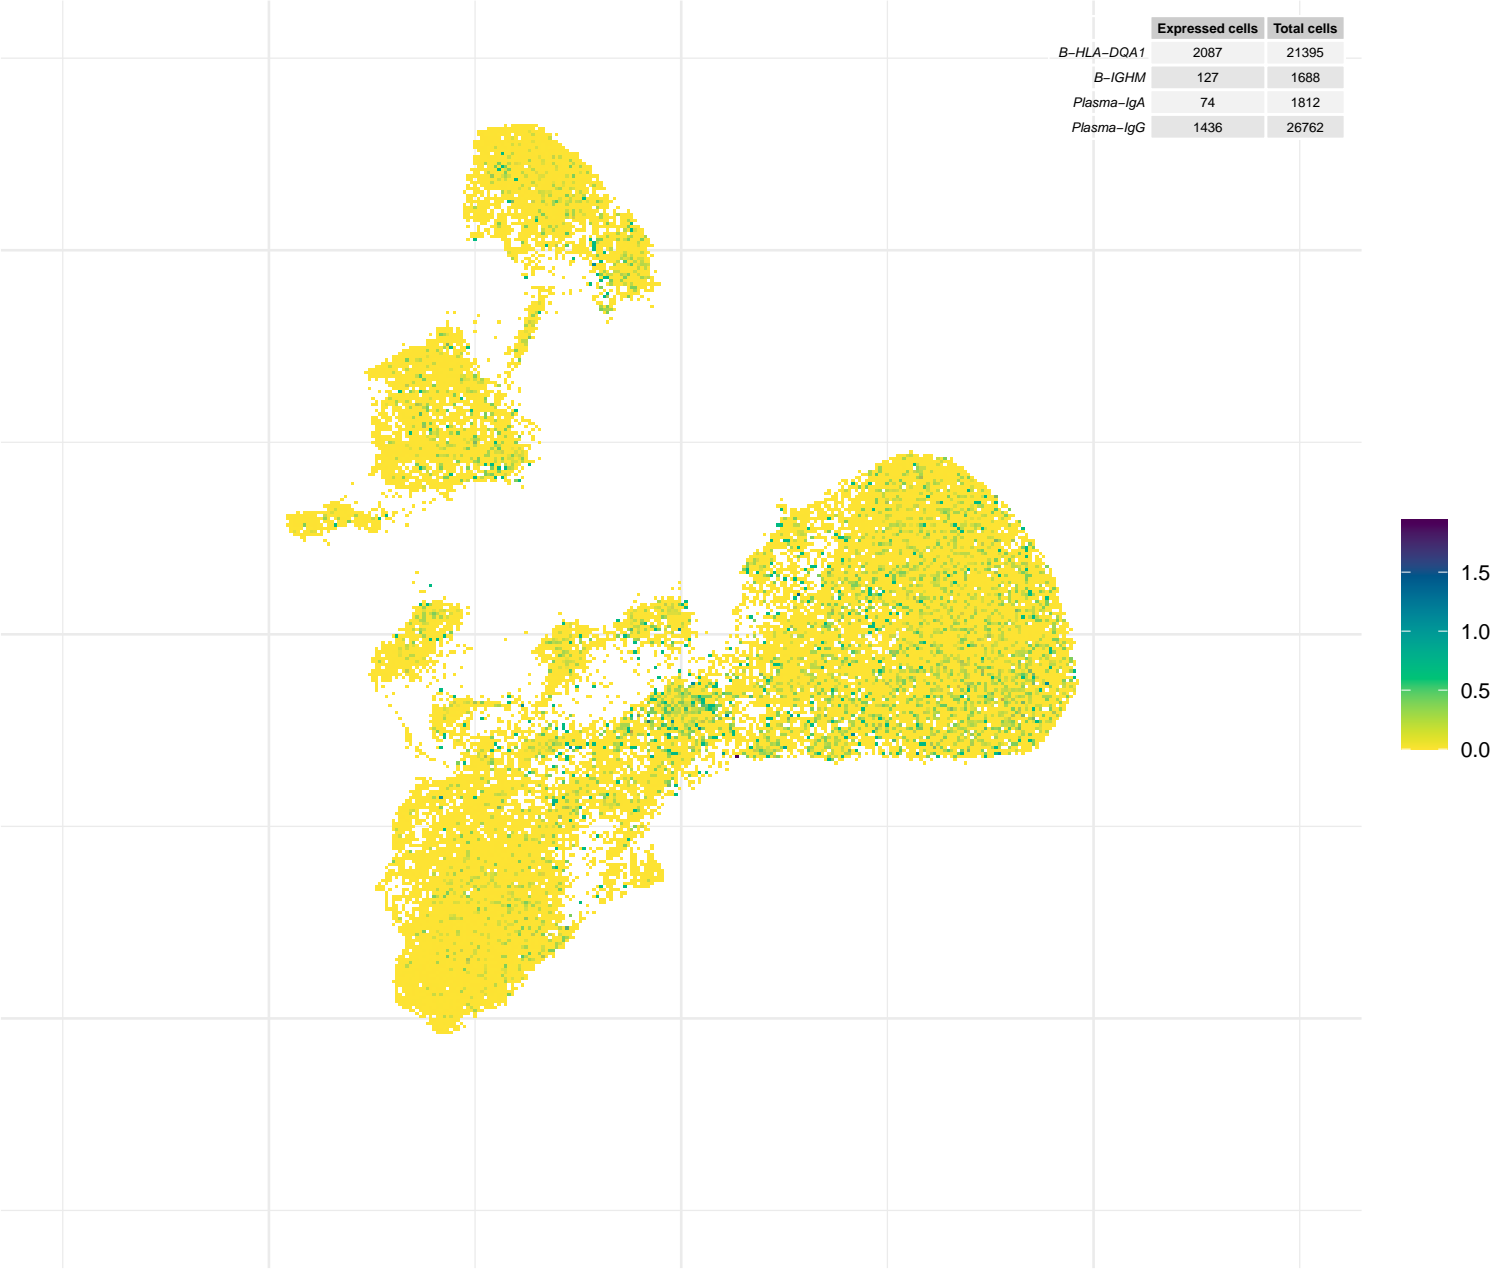 Expressed cells Total cells
B−HLA−DQA1 2087 21395
B−IGHM 127 1688
Plasma−IgA 74 1812
Plasma−IgG 1436 26762
1.5
1.0
0.5
0.0